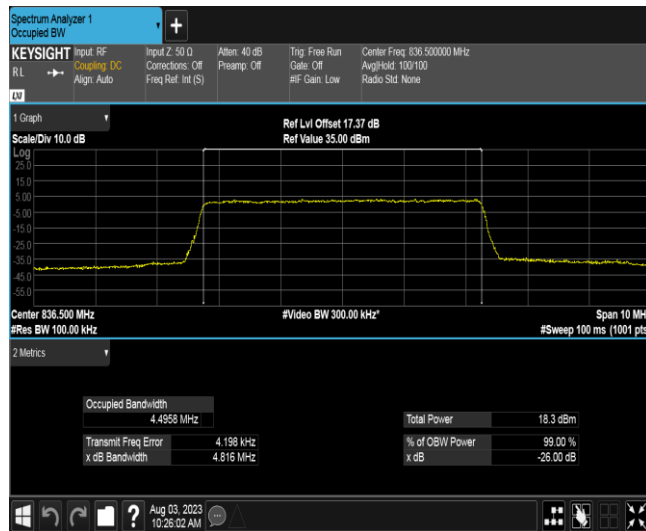 Spectrum Analyzer 1
Occupied BW
+
KEYSIGHT
RL
LXI
Input: RF
Coupling: DC
Align: Auto
Input Z: 50 Ω
Corrections: Off
Freq Ref: Int (S)
Atten: 40 dB
Preamp: Off
Trig: Free Run
Gate: Off
#IF Gain: Low
Center Freq: 836.500000 MHz
Avg|Hold: 100/100
Radio Std: None
1 Graph
Scale/Div 10.0 dB
Ref Lvl Offset 17.37 dB
Ref Value 35.00 dBm
Log
25.0
15.0
5.00
-5.00
-15.0
-25.0
-35.0
-45.0
-55.0
Center 836.500 MHz
#Res BW 100.00 kHz
#Video BW 300.00 kHz*
Span 10 MH
#Sweep 100 ms (1001 pts
2 Metrics
Occupied Bandwidth
4.4958 MHz
Transmit Freq Error 4.198 kHz
x dB Bandwidth 4.816 MHz
Total Power 18.3 dBm
% of OBW Power 99.00 %
x dB -26.00 dB
?
Aug 03, 2023
10:26:02 AM